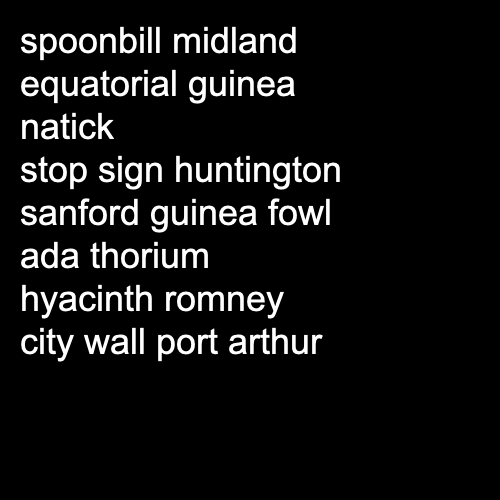 spoonbill midland
equatorial guinea
natick
stop sign huntington
sanford guinea fowl
ada thorium
hyacinth romney
city wall port arthur